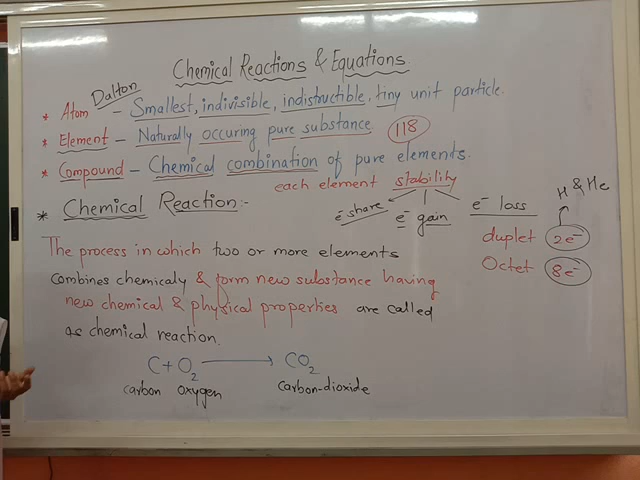 Chemical Reactions & Equations.
Dalton
* Atom - Smallest, indivisible, indistructible, tiny unit particle.
* Element - Naturally occuring pure substance 118
* Compound - Chemical combination of pure elements.
each element stability
e⁻ share
e⁻ gain
e⁻ loss
H & He
duplet 2e⁻
Octet 8e⁻
* Chemical Reaction:-
The process in which two or more elements
combines chemicaly & form new substance having
new chemical & physical properties are called
as chemical reaction.
C + O₂ → CO₂
carbon oxygen carbon-dioxide